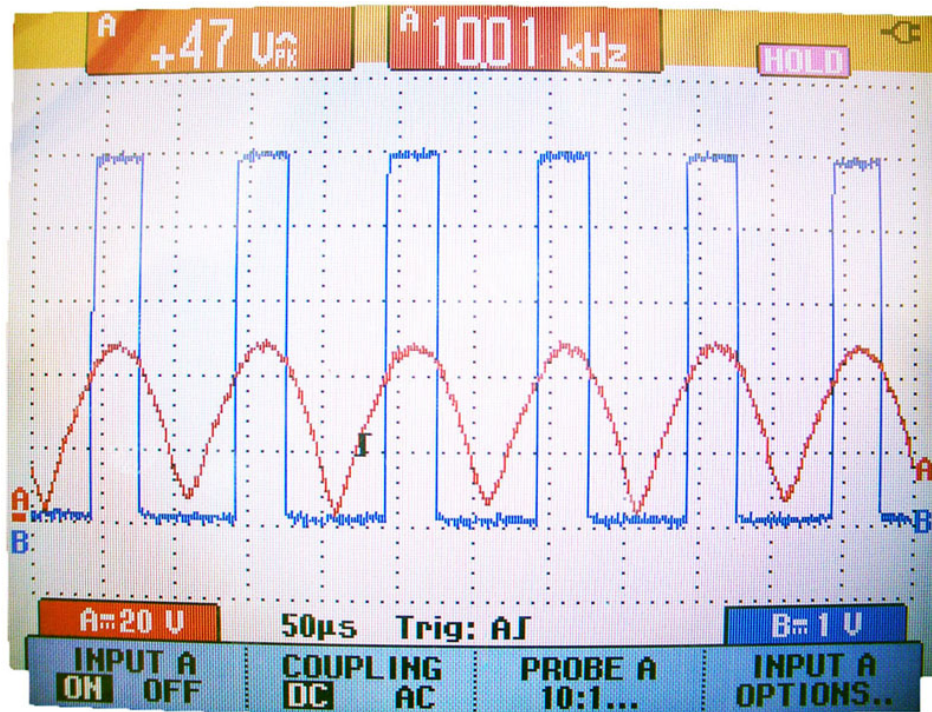 A +47 V^PK A 10.01 kHz
HOLD
A A
B B
A⎓20 V 50µs Trig: A∫ B⎓1 V
INPUT A COUPLING PROBE A INPUT A
ON OFF DC AC 10:1... OPTIONS..